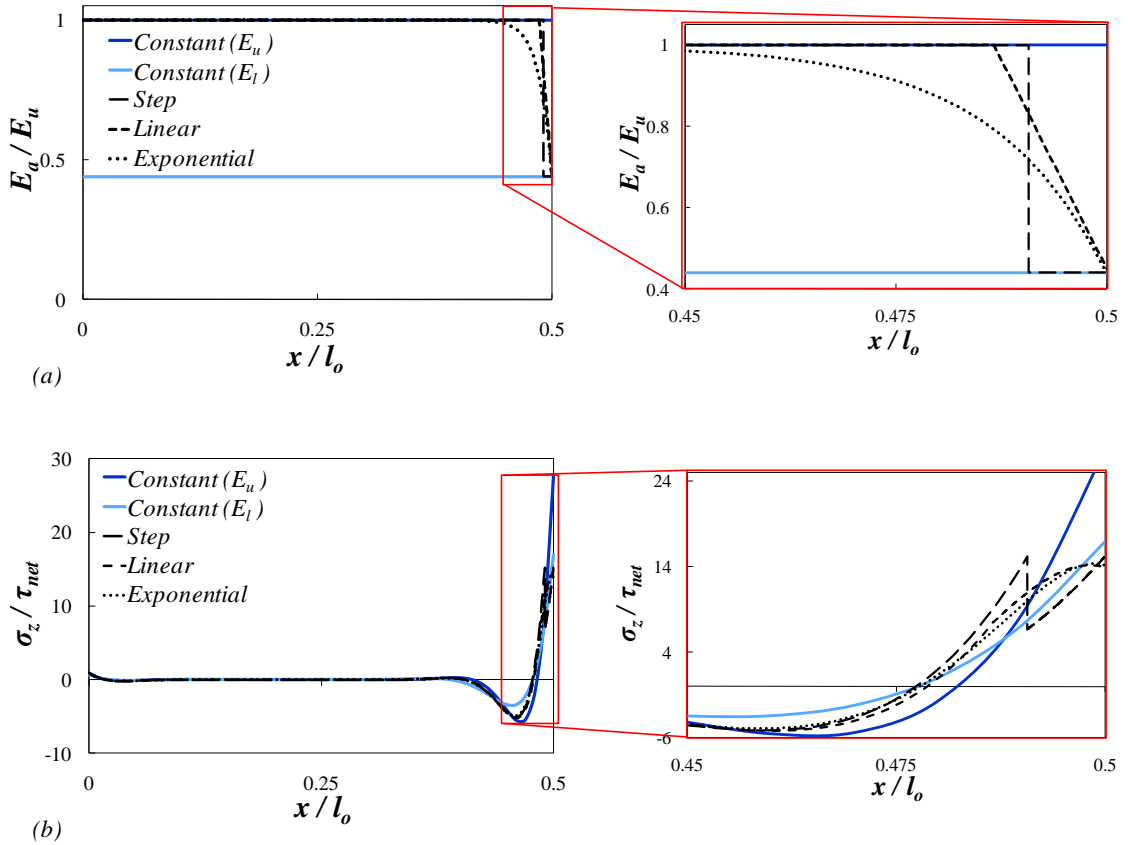 1
0.5
0
E_a / E_u
Constant (E_u)
Constant (E_l)
Step
Linear
Exponential
0
0.25
0.5
x / l_o
(a)
1
0.8
0.6
0.4
E_a / E_u
0.45
0.475
0.5
x / l_o
30
20
10
0
-10
σ_z / τ_net
Constant (E_u)
Constant (E_l)
Step
Linear
Exponential
0
0.25
0.5
x / l_o
(b)
24
14
4
-6
σ_z / τ_net
0.45
0.475
0.5
x / l_o